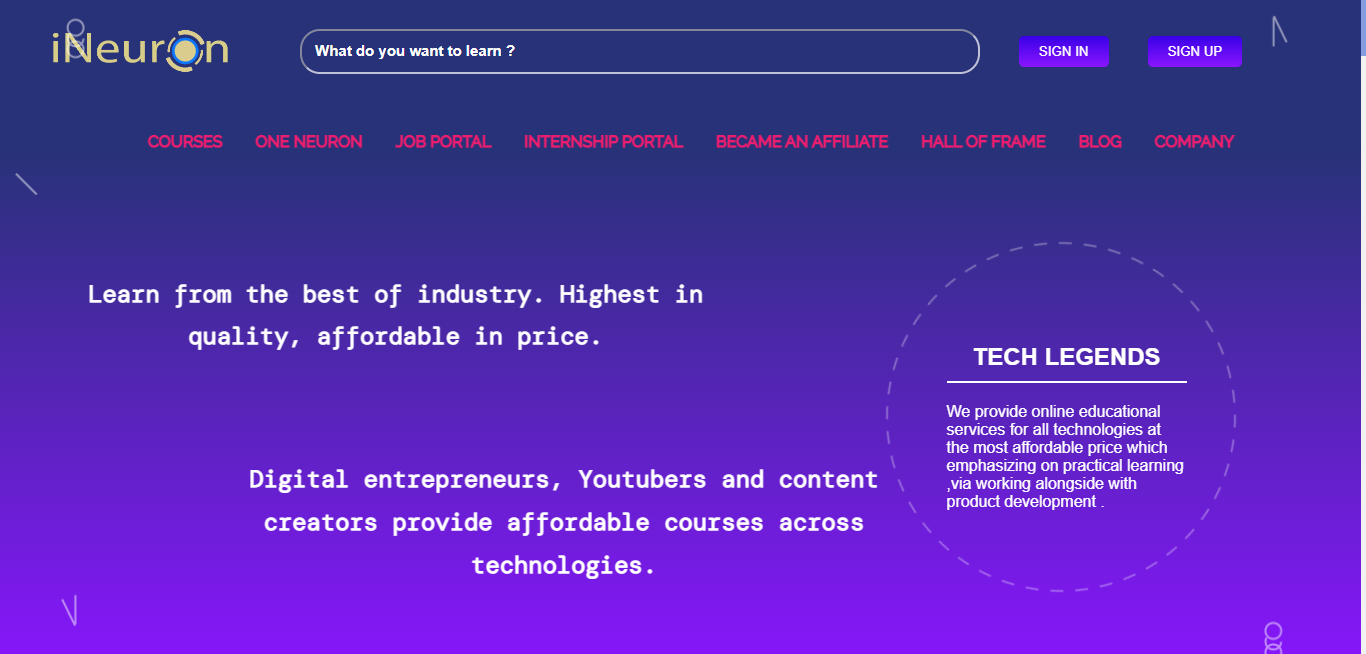 iNeuron
What do you want to learn ?
SIGN IN
SIGN UP
COURSES
ONE NEURON
JOB PORTAL
INTERNSHIP PORTAL
BECAME AN AFFILIATE
HALL OF FRAME
BLOG
COMPANY
Learn from the best of industry. Highest in
quality, affordable in price.
TECH LEGENDS
We provide online educational
services for all technologies at
the most affordable price which
emphasizing on practical learning
,via working alongside with
product development .
Digital entrepreneurs, Youtubers and content
creators provide affordable courses across
technologies.